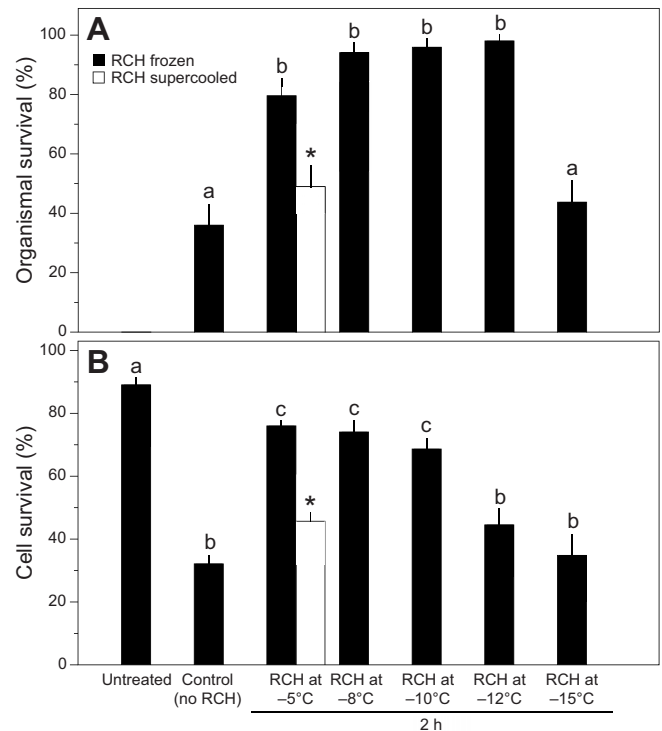 A
RCH frozen
RCH supercooled
Organismal survival (%)
100
80
60
40
20
0
a
b
*
b
b
b
a
B
Cell survival (%)
100
80
60
40
20
0
a
b
c
*
c
c
b
b
Untreated
Control
(no RCH)
RCH at
–5°C
RCH at
–8°C
RCH at
–10°C
RCH at
–12°C
RCH at
–15°C
2 h